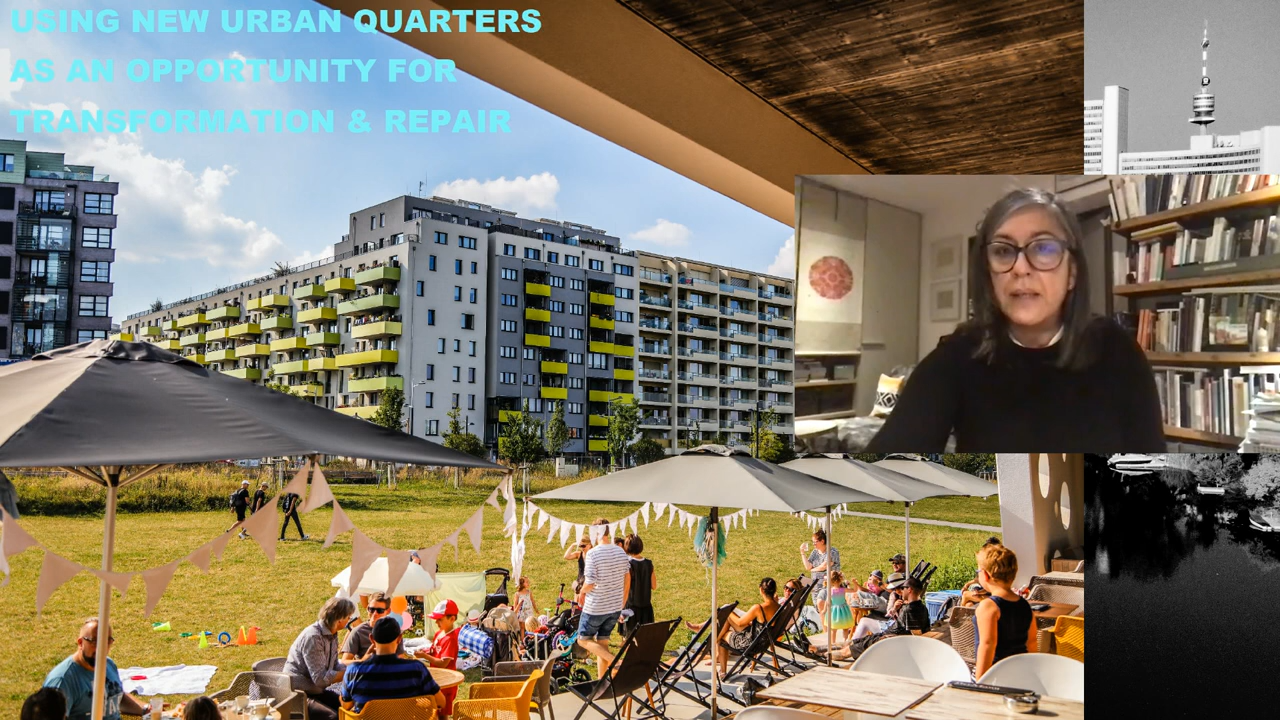 USING NEW URBAN QUARTERS
AS AN OPPORTUNITY FOR
TRANSFORMATION & REPAIR